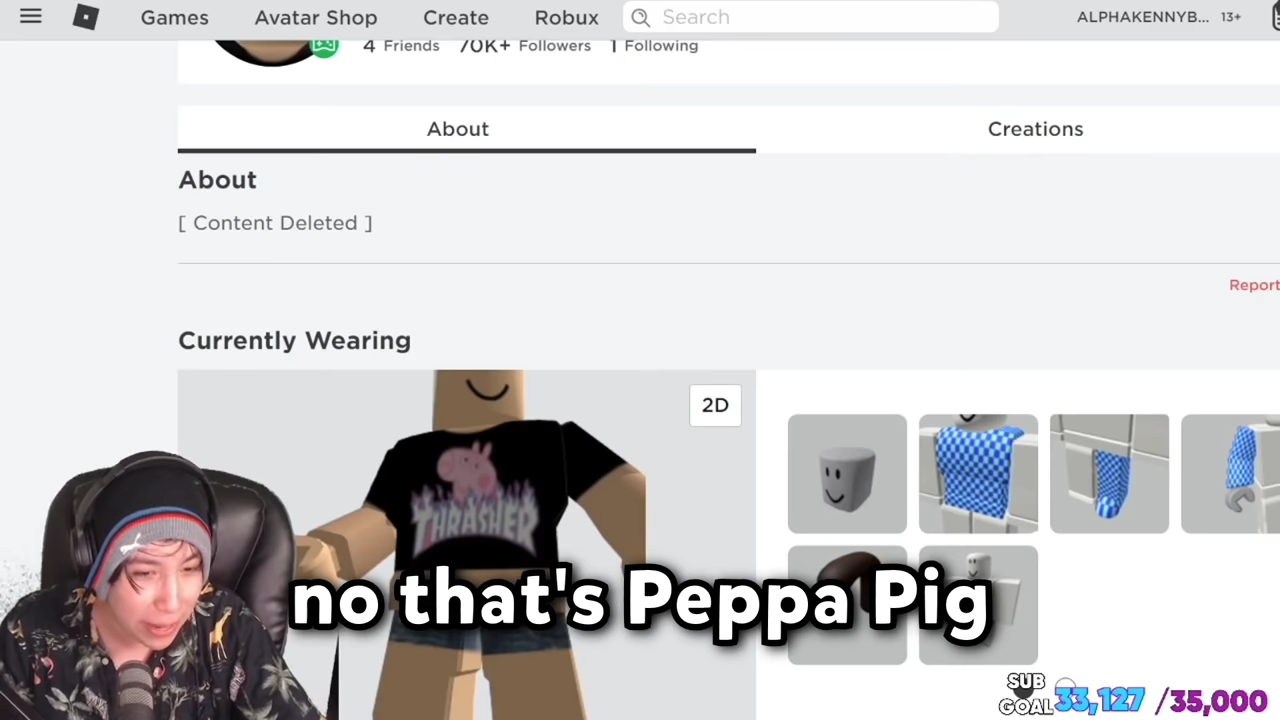 Games Avatar Shop Create Robux Search ALPHAKENNYB... 13+
4 Friends 70K+ Followers 1 Following
About Creations
About
[ Content Deleted ]
Report
Currently Wearing
2D
THRASHER
no that's Peppa Pig
SUB GOAL 33,127 /35,000